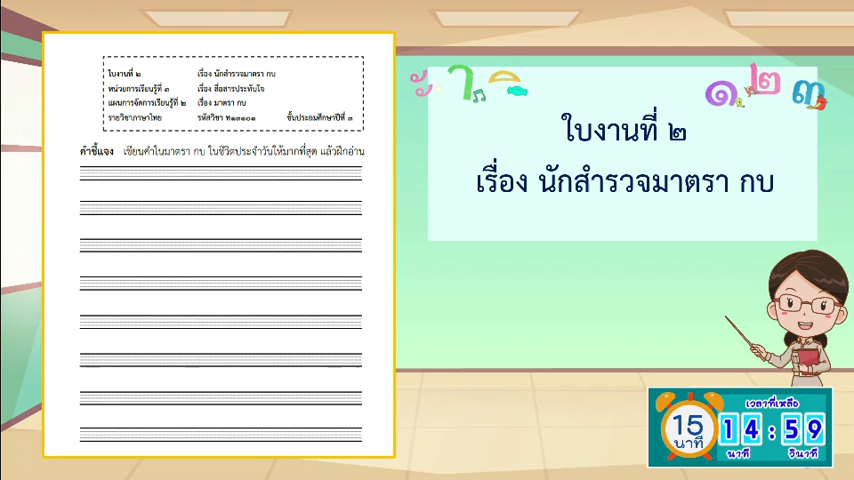 ใบงานที่ ๒ เรื่อง นักสำรวจมาตรา กบ
หน่วยการเรียนรู้ที่ ๓ เรื่อง สื่อสารประทับใจ
แผนการจัดการเรียนรู้ที่ ๒ เรื่อง มาตรา กบ
รายวิชาภาษาไทย รหัสวิชา ท๑๓๑๐๑ ชั้นประถมศึกษาปีที่ ๓
คำชี้แจง เขียนคำในมาตรา กบ ในชีวิตประจำวันให้มากที่สุด แล้วฝึกอ่าน
ะ า
๑ ๒ ๓
ใบงานที่ ๒
เรื่อง นักสำรวจมาตรา กบ
เวลาที่เหลือ
15
นาที
14 : 59
นาที วินาที